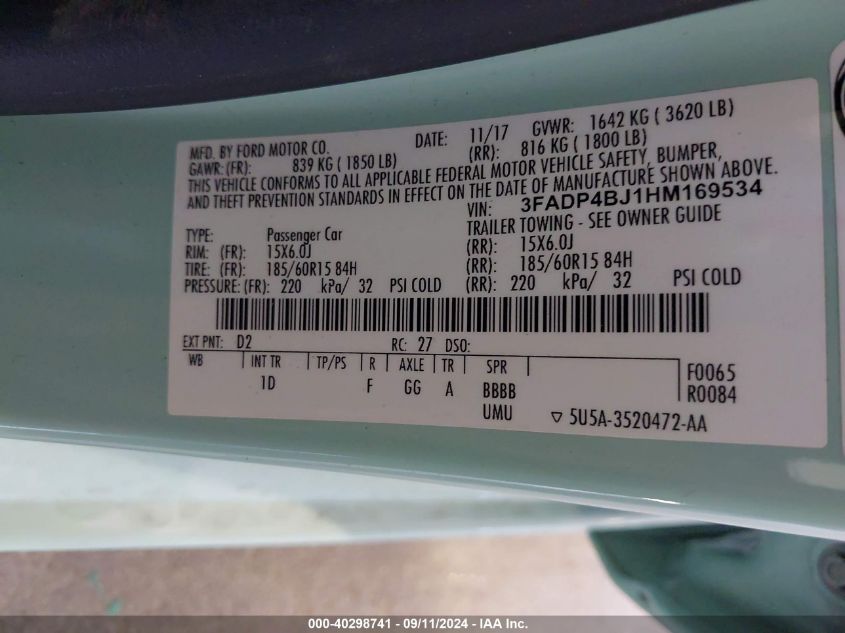 MFD. BY FORD MOTOR CO. DATE: 11/17 GVWR: 1642 KG ( 3620 LB)
GAWR: (FR): 839 KG ( 1850 LB) (RR): 816 KG ( 1800 LB)
THIS VEHICLE CONFORMS TO ALL APPLICABLE FEDERAL MOTOR VEHICLE SAFETY, BUMPER,
AND THEFT PREVENTION STANDARDS IN EFFECT ON THE DATE OF MANUFACTURE SHOWN ABOVE.
VIN: 3FADP4BJ1HM169534
TYPE: Passenger Car TRAILER TOWING - SEE OWNER GUIDE
RIM: (FR): 15X6.0J (RR): 15X6.0J
TIRE: (FR): 185/60R15 84H (RR): 185/60R15 84H
PRESSURE: (FR): 220 kPa/ 32 PSI COLD (RR): 220 kPa/ 32 PSI COLD
EXT PNT: D2 RC: 27 DSO:
WB INT TR TP/PS R AXLE TR SPR F0065
1D F GG A BBBB R0084
UMU ▽ 5U5A-3520472-AA
000-40298741 - 09/11/2024 - IAA Inc.